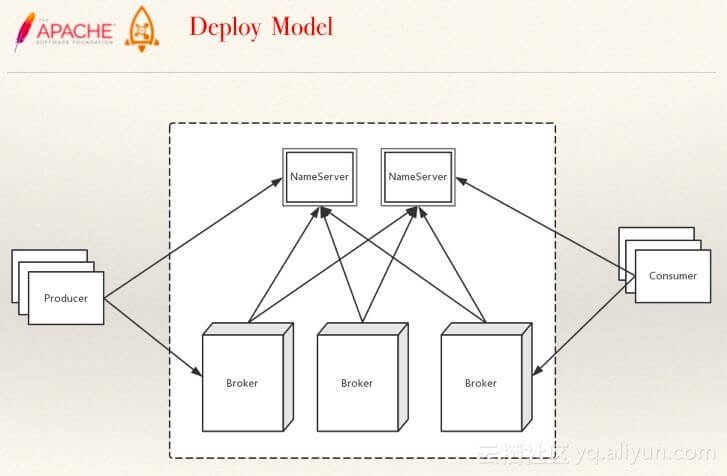 THE
APACHE
SOFTWARE FOUNDATION
Deploy Model
NameServer
NameServer
Producer
Consumer
Broker
Broker
Broker
云栖社区 yq.aliyun.com